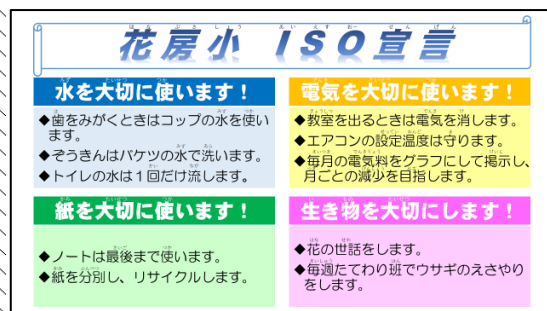 花房小 ISO宣言
水を大切に使います！
◆歯をみがくときはコップの水を使い
ます。
◆ぞうきんはバケツの水で洗います。
◆トイレの水は１回だけ流します。
電気を大切に使います！
◆教室を出るときは電気を消します。
◆エアコンの設定温度は守ります。
◆毎月の電気料をグラフにして掲示し、
月ごとの減少を目指します。
紙を大切に使います！
◆ノートは最後まで使います。
◆紙を分別し、リサイクルします。
生き物を大切にします！
◆花の世話をします。
◆毎週たてわり班でウサギのえさやり
をします。